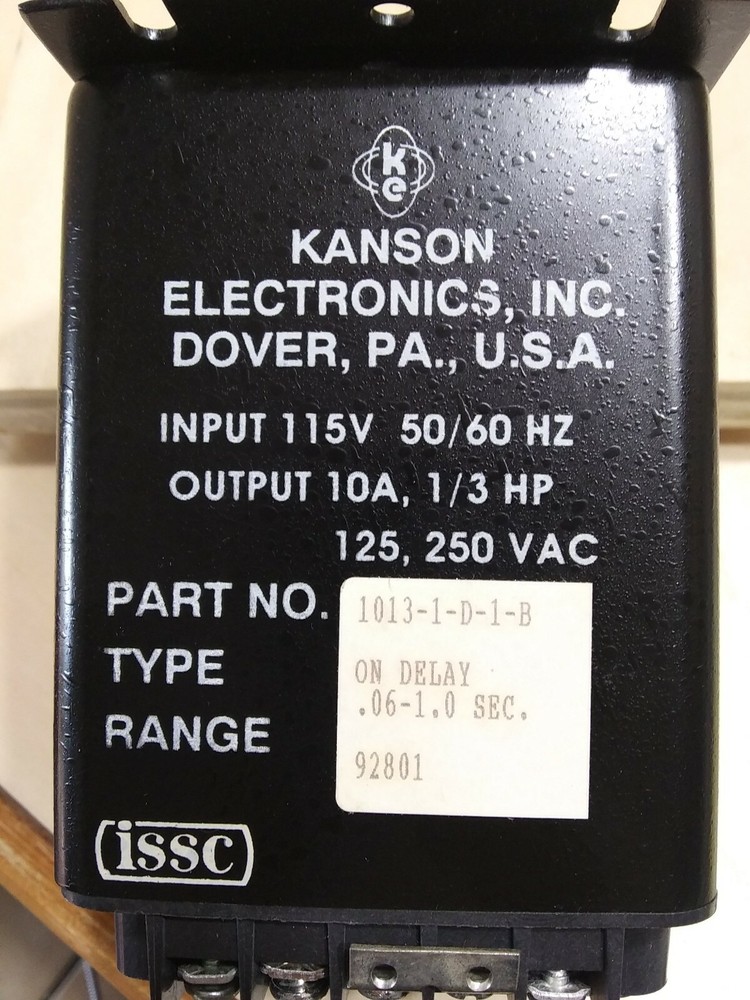 Ke
KANSON
ELECTRONICS, INC.
DOVER, PA., U.S.A.
INPUT 115V 50/60 HZ
OUTPUT 10A, 1/3 HP
125, 250 VAC
PART NO. 1013-1-D-1-B
TYPE ON DELAY
RANGE .06-1.0 SEC.
92801
issc